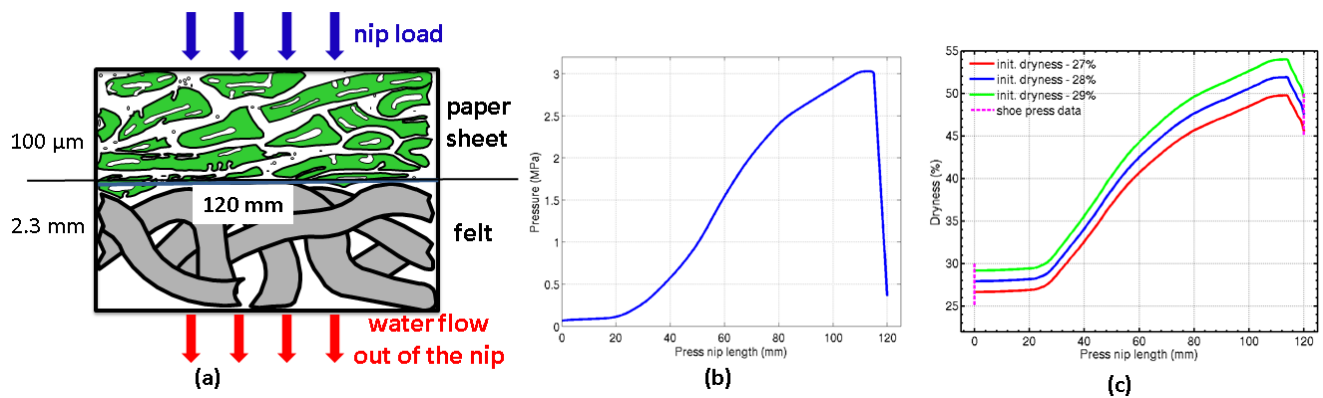 nip load
paper
sheet
100 µm
120 mm
2.3 mm
felt
water flow
out of the nip
(a)
3
2.5
2
1.5
1
0.5
0
0 20 40 60 80 100 120
Pressure (MPa)
Press nip length (mm)
(b)
55
50
45
40
35
30
25
0 20 40 60 80 100 120
Dryness (%)
Press nip length (mm)
init. dryness - 27%
init. dryness - 28%
init. dryness - 29%
shoe press data
(c)